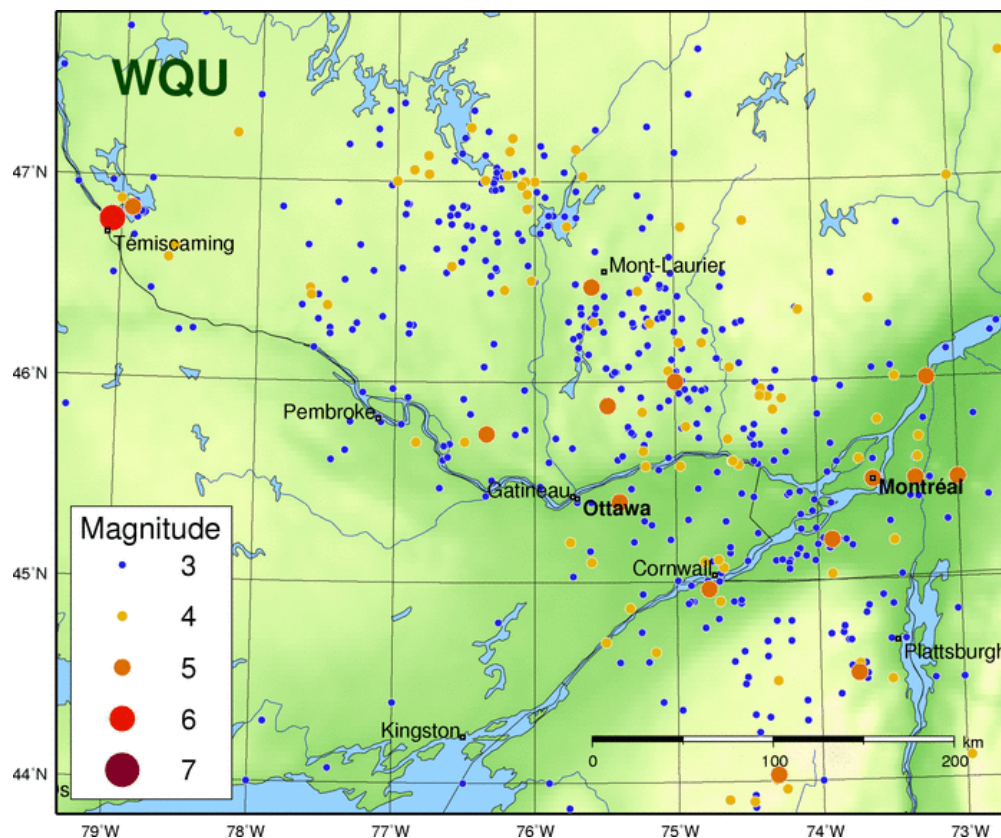 WQU
47˚N
Témiscaming
Mont-Laurier
46˚N
Pembroke
Gatineau
Ottawa
Montréal
Magnitude
3
4
5
6
7
45˚N
Cornwall
Plattsburgh
Kingston
km
0
100
200
44˚N
79˚W
78˚W
77˚W
76˚W
75˚W
74˚W
73˚W